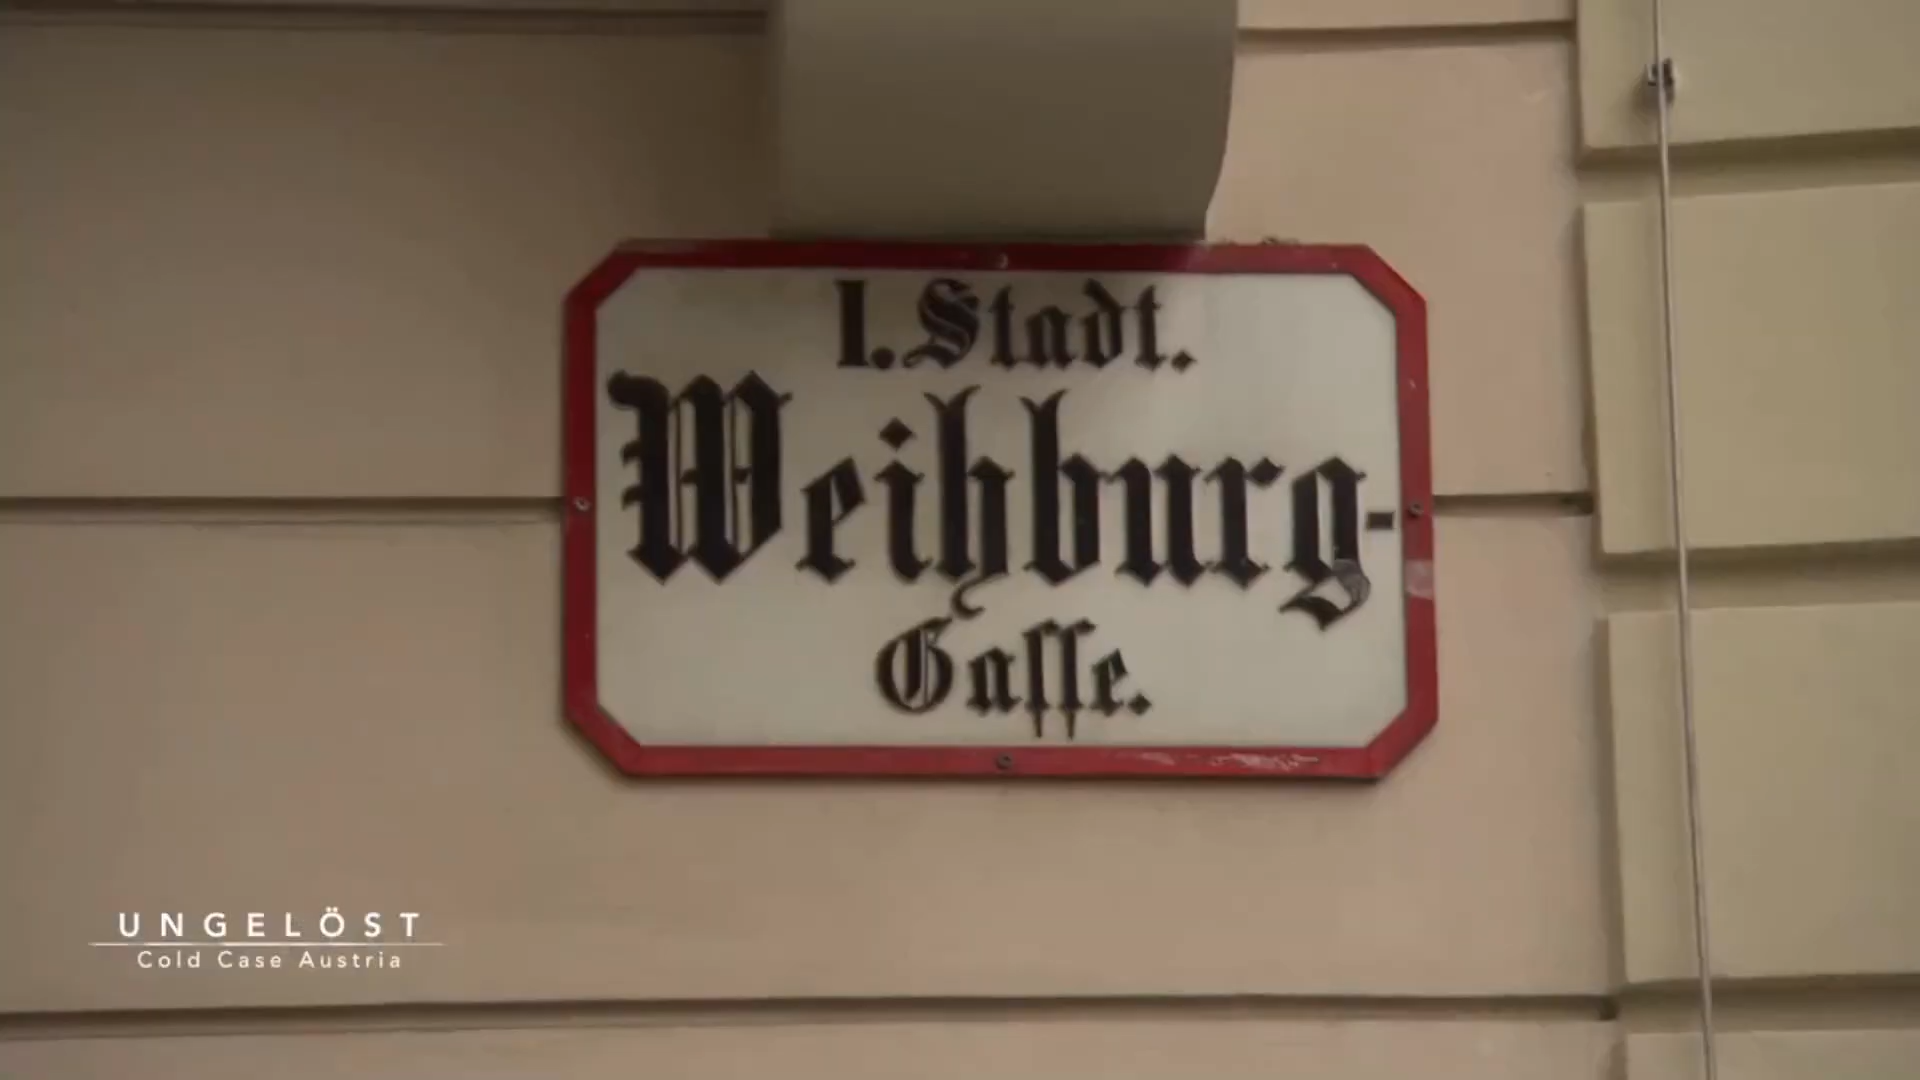 I. Stadt.
Weihburg-
Gasse.
UNGELÖST
Cold Case Austria